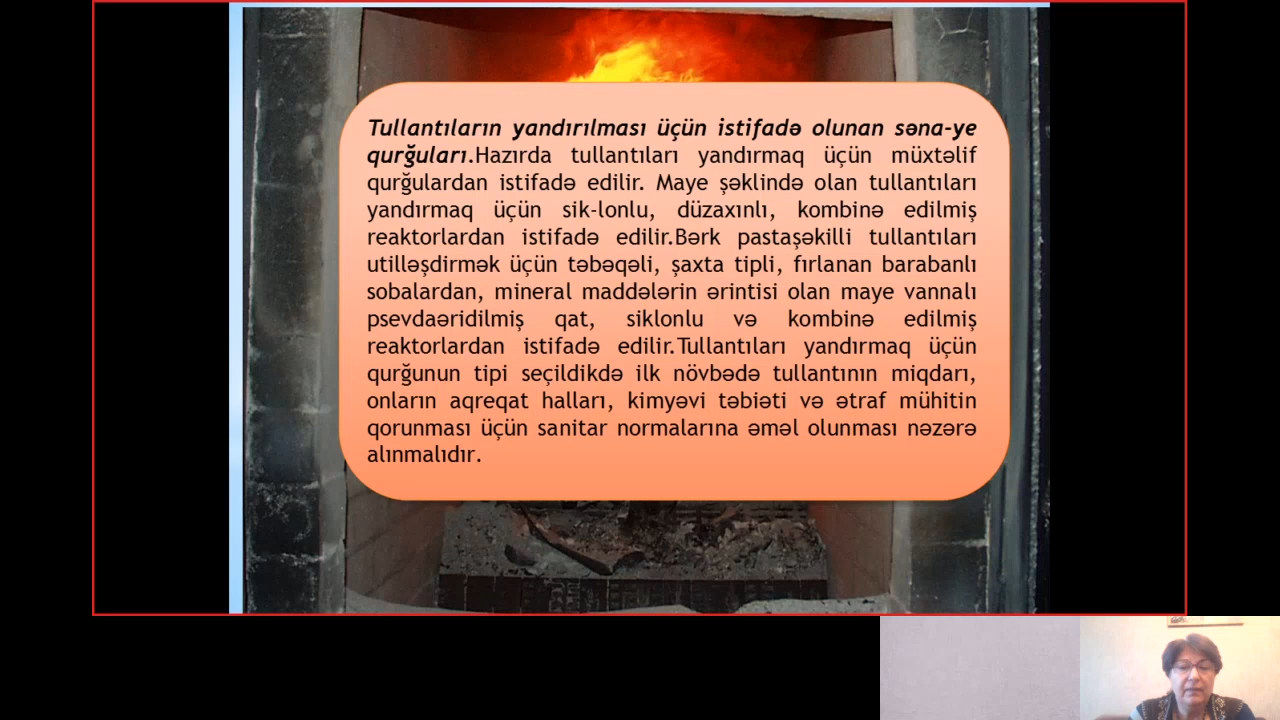 Tullantıların yandırılması üçün istifadə olunan səna-ye
qurğuları.Hazırda tullantıları yandırmaq üçün müxtəlif
qurğulardan istifadə edilir. Maye şəklində olan tullantıları
yandırmaq üçün sik-lonlu, düzaxınlı, kombinə edilmiş
reaktorlardan istifadə edilir.Bərk pastaşəkilli tullantıları
utilləşdirmək üçün təbəqəli, şaxta tipli, fırlanan barabanlı
sobalardan, mineral maddələrin ərintisi olan maye vannalı
psevdaəridilmiş qat, siklonlu və kombinə edilmiş
reaktorlardan istifadə edilir.Tullantıları yandırmaq üçün
qurğunun tipi seçildikdə ilk növbədə tullantının miqdarı,
onların aqreqat halları, kimyəvi təbiəti və ətraf mühitin
qorunması üçün sanitar normalarına əməl olunması nəzərə
alınmalıdır.